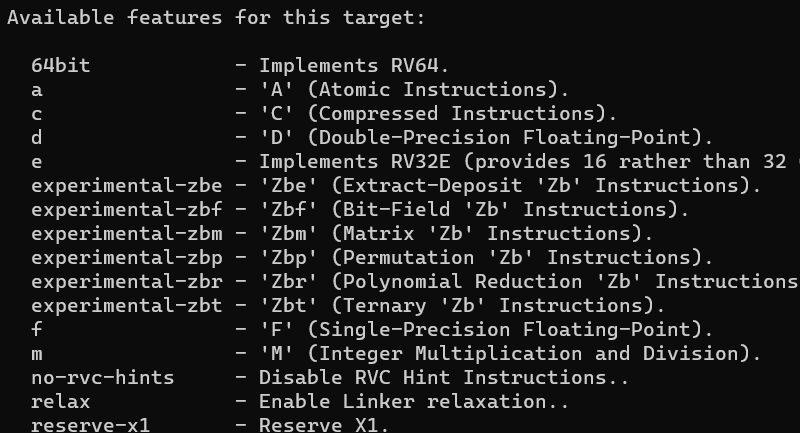 Available features for this target:
64bit - Implements RV64.
a - 'A' (Atomic Instructions).
c - 'C' (Compressed Instructions).
d - 'D' (Double-Precision Floating-Point).
e - Implements RV32E (provides 16 rather than 32
experimental-zbe - 'Zbe' (Extract-Deposit 'Zb' Instructions).
experimental-zbf - 'Zbf' (Bit-Field 'Zb' Instructions).
experimental-zbm - 'Zbm' (Matrix 'Zb' Instructions).
experimental-zbp - 'Zbp' (Permutation 'Zb' Instructions).
experimental-zbr - 'Zbr' (Polynomial Reduction 'Zb' Instructions
experimental-zbt - 'Zbt' (Ternary 'Zb' Instructions).
f - 'F' (Single-Precision Floating-Point).
m - 'M' (Integer Multiplication and Division).
no-rvc-hints - Disable RVC Hint Instructions..
relax - Enable Linker relaxation..
reserve-x1 - Reserve X1.